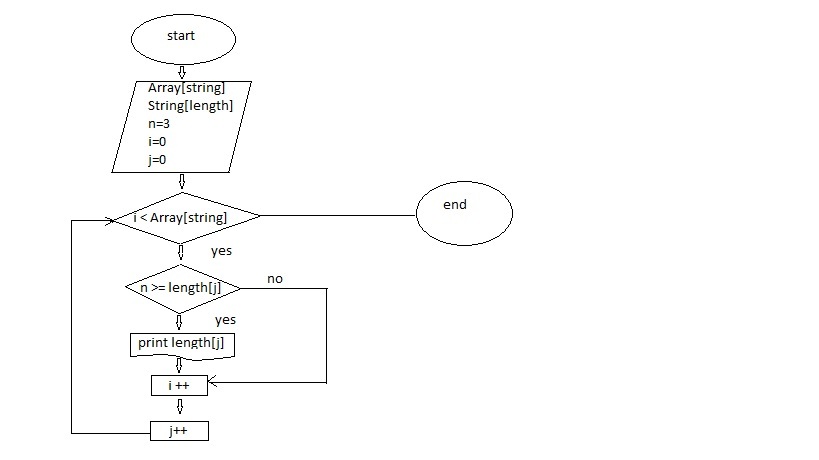 start
Array[string]
String[length]
n=3
i=0
j=0
i < Array[string]
end
yes
n >= length[j]
no
yes
print length[j]
i ++
j++